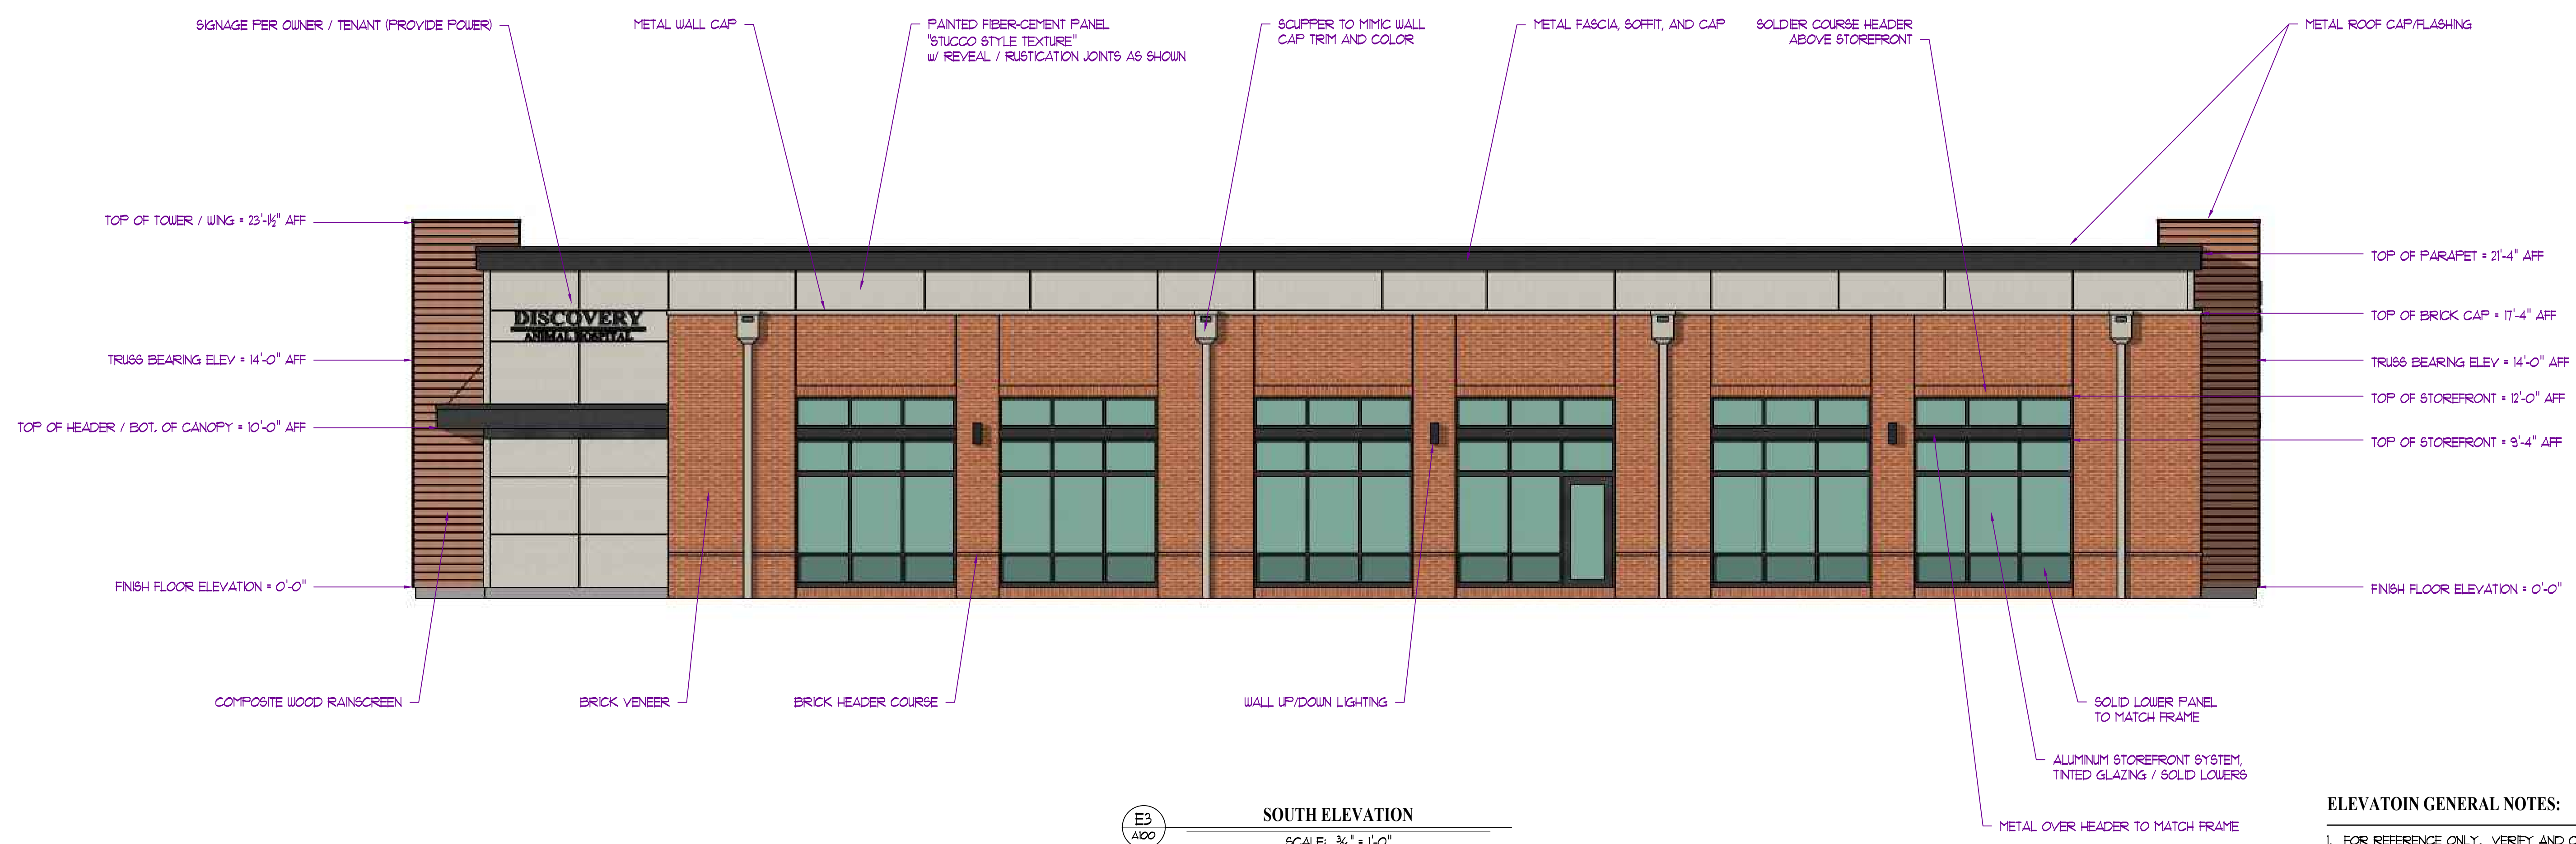 SIGNAGE PER OWNER / TENANT (PROVIDE POWER)
METAL WALL CAP
PAINTED FIBER-CEMENT PANEL
"STUCCO STYLE TEXTURE"
w/ REVEAL / RUSTICATION JOINTS AS SHOWN
SCUPPER TO MIMIC WALL
CAP TRIM AND COLOR
METAL FASCIA, SOFFIT, AND CAP
SOLDIER COURSE HEADER
ABOVE STOREFRONT
METAL ROOF CAP/FLASHING
TOP OF TOWER / WING = 23'-1½" AFF
TRUSS BEARING ELEV = 14'-0" AFF
TOP OF HEADER / BOT. OF CANOPY = 10'-0" AFF
FINISH FLOOR ELEVATION = 0'-0"
DISCOVERY
ANIMAL HOSPITAL
TOP OF PARAPET = 21'-4" AFF
TOP OF BRICK CAP = 17'-4" AFF
TRUSS BEARING ELEV = 14'-0" AFF
TOP OF STOREFRONT = 12'-0" AFF
TOP OF STOREFRONT = 9'-4" AFF
FINISH FLOOR ELEVATION = 0'-0"
COMPOSITE WOOD RAINSCREEN
BRICK VENEER
BRICK HEADER COURSE
WALL UP/DOWN LIGHTING
SOLID LOWER PANEL
TO MATCH FRAME
ALUMINUM STOREFRONT SYSTEM,
TINTED GLAZING / SOLID LOWERS
METAL OVER HEADER TO MATCH FRAME
E3
A100
SOUTH ELEVATION
SCALE: = 1'-0"
ELEVATOIN GENERAL NOTES:
1. FOR REFERENCE ONLY. VERIFY AND